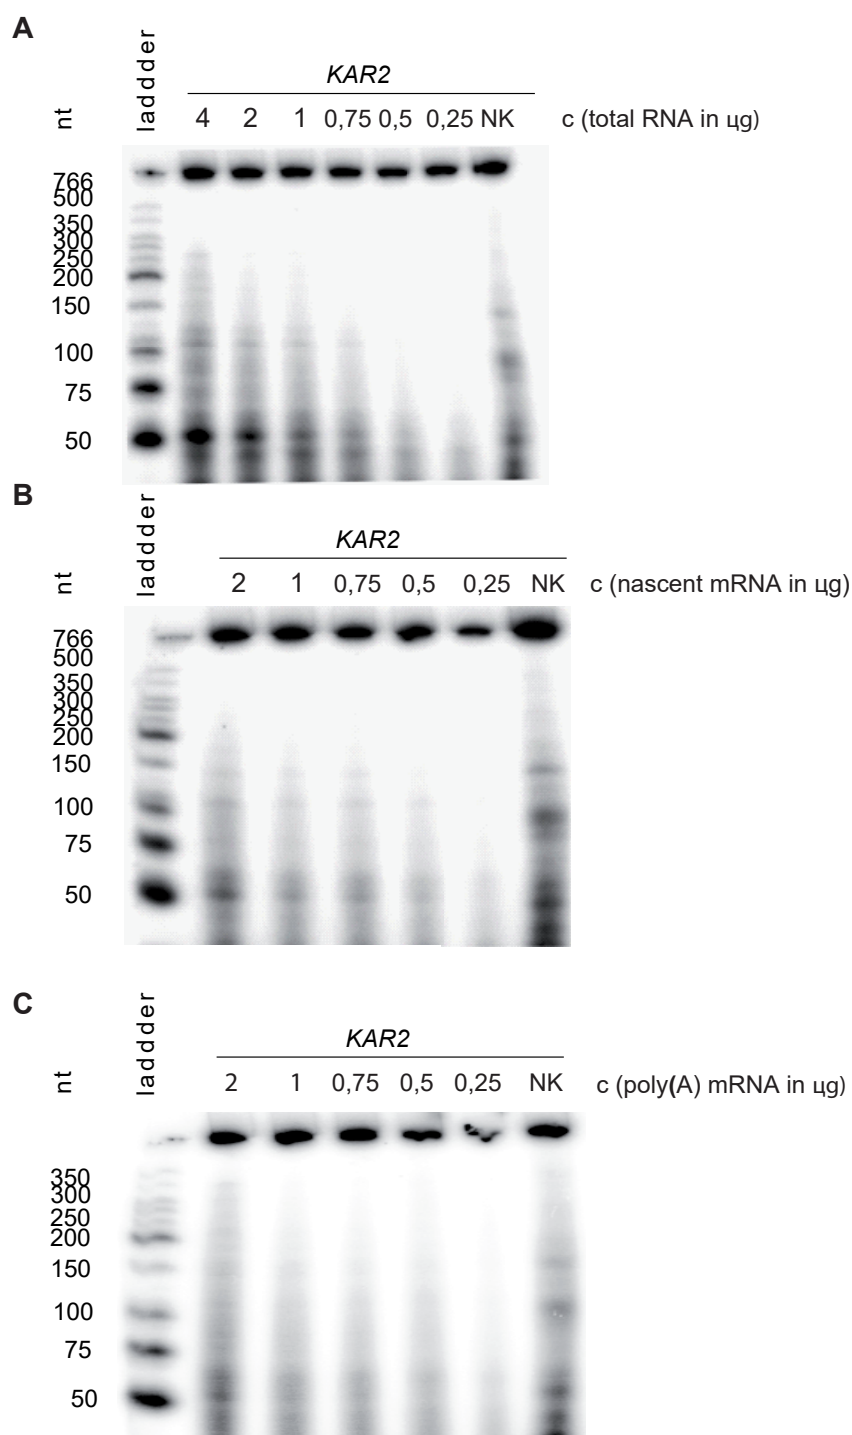 A
laddder
KAR2
nt
4 2 1 0,75 0,5 0,25 NK c (total RNA in µg)
766
500
350
300
250
200
150
100
75
50
B
laddder
KAR2
nt
2 1 0,75 0,5 0,25 NK c (nascent mRNA in µg)
766
500
350
300
250
200
150
100
75
50
C
laddder
KAR2
nt
2 1 0,75 0,5 0,25 NK c (poly(A) mRNA in µg)
350
300
250
200
150
100
75
50